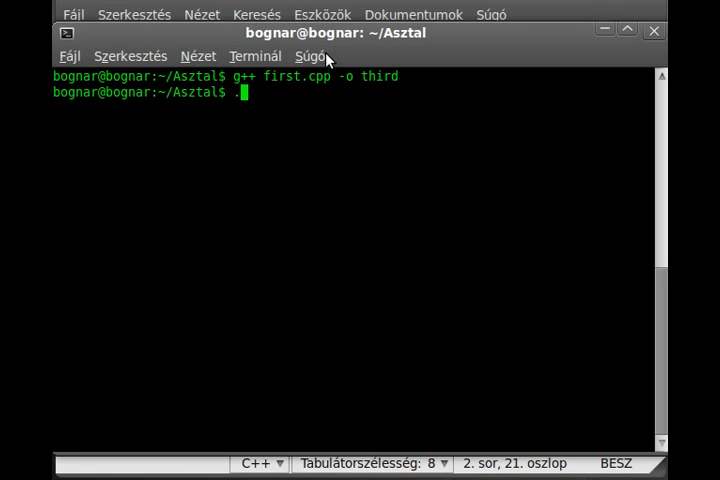 Fájl Szerkesztés Nézet Keresés Eszközök Dokumentumok Súgó
bognar@bognar: ~/Asztal
Fájl Szerkesztés Nézet Terminál Súgó
bognar@bognar:~/Asztal$ g++ first.cpp -o third
bognar@bognar:~/Asztal$ .
C++ Tabulátorszélesség: 8 2. sor, 21. oszlop BESZ